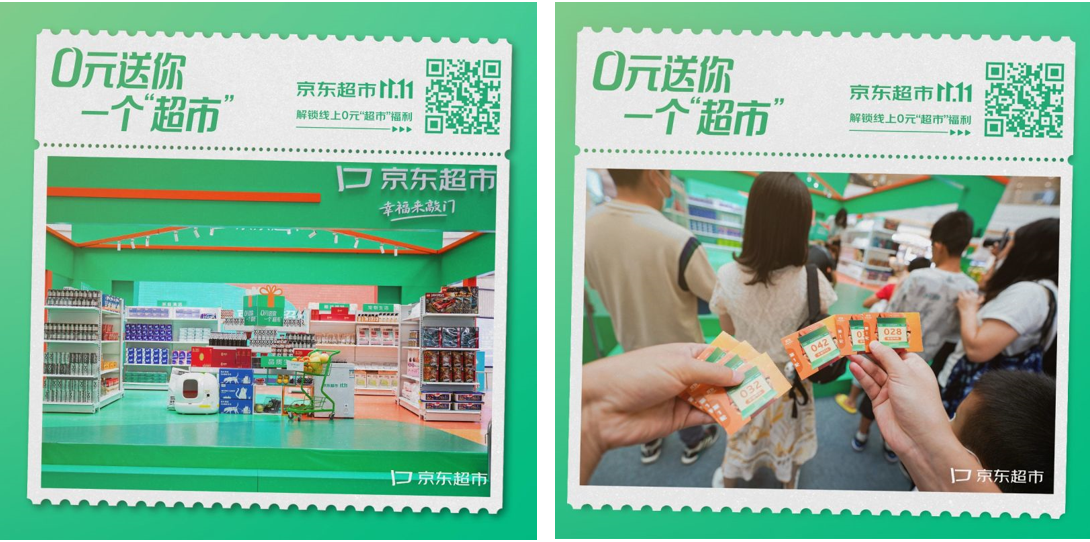 0元送你
一个“超市”
京东超市11.11
解锁线上0元“超市”福利
京东超市
幸福来敲门
京东超市
0元送你
一个“超市”
京东超市11.11
解锁线上0元“超市”福利
032
042
028
京东超市